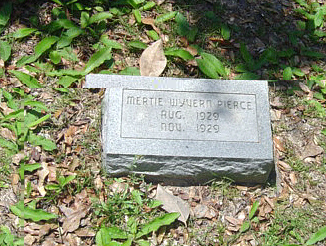 MERTIE WYVERN PIERCE
AUG. 1929
NOV. 1929